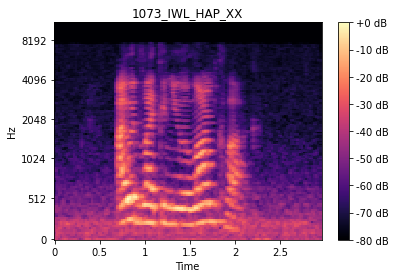 1073_IWL_HAP_XX
+0 dB
8192
-10 dB
4096
-20 dB
-30 dB
2048
Hz
-40 dB
1024
-50 dB
512
-60 dB
-70 dB
0
-80 dB
0 0.5 1 1.5 2 2.5
Time